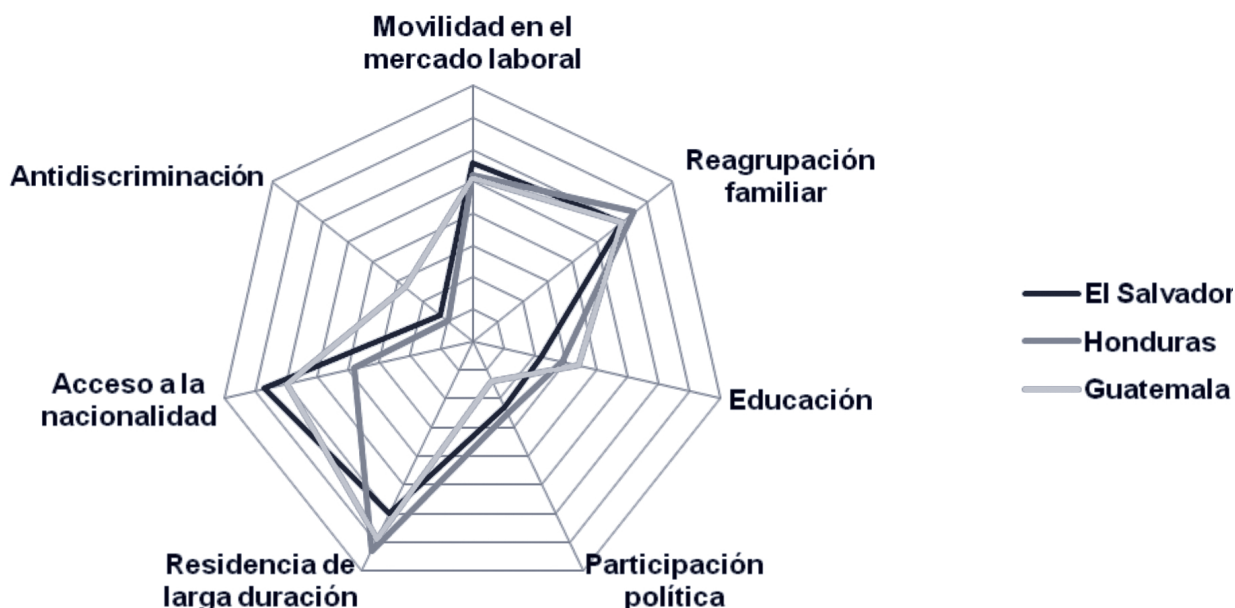 Movilidad en el
mercado laboral
Reagrupación
familiar
Antidiscriminación
El Salvador
Honduras
Guatemala
Acceso a la
nacionalidad
Educación
Residencia de
larga duración
Participación
política